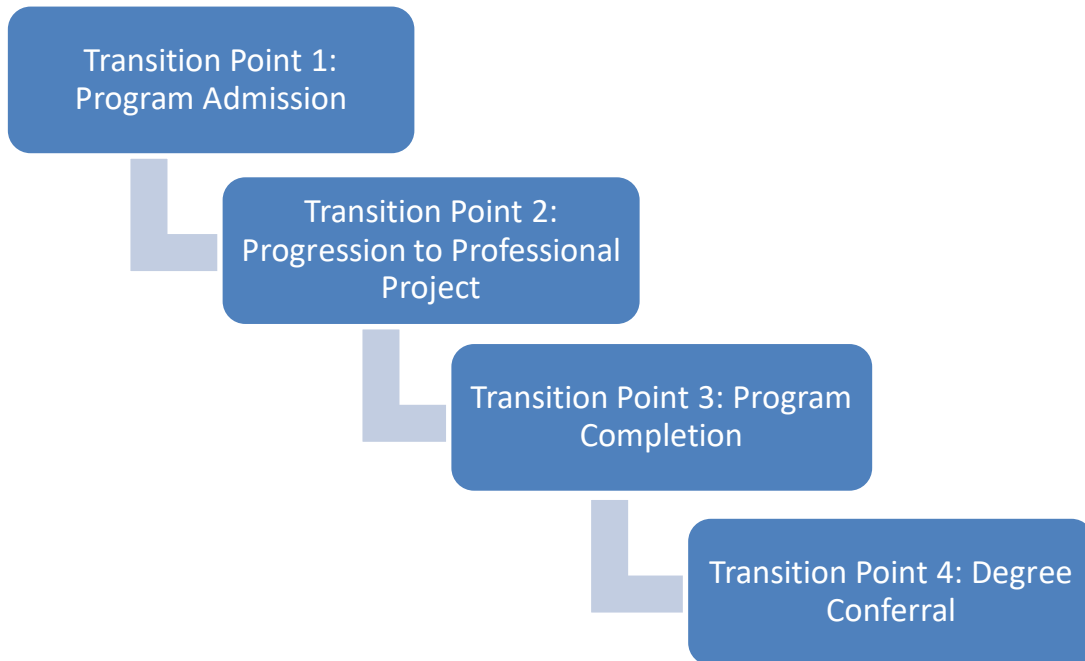 Transition Point 1:
Program Admission
Transition Point 2:
Progression to Professional
Project
Transition Point 3: Program
Completion
Transition Point 4: Degree
Conferral